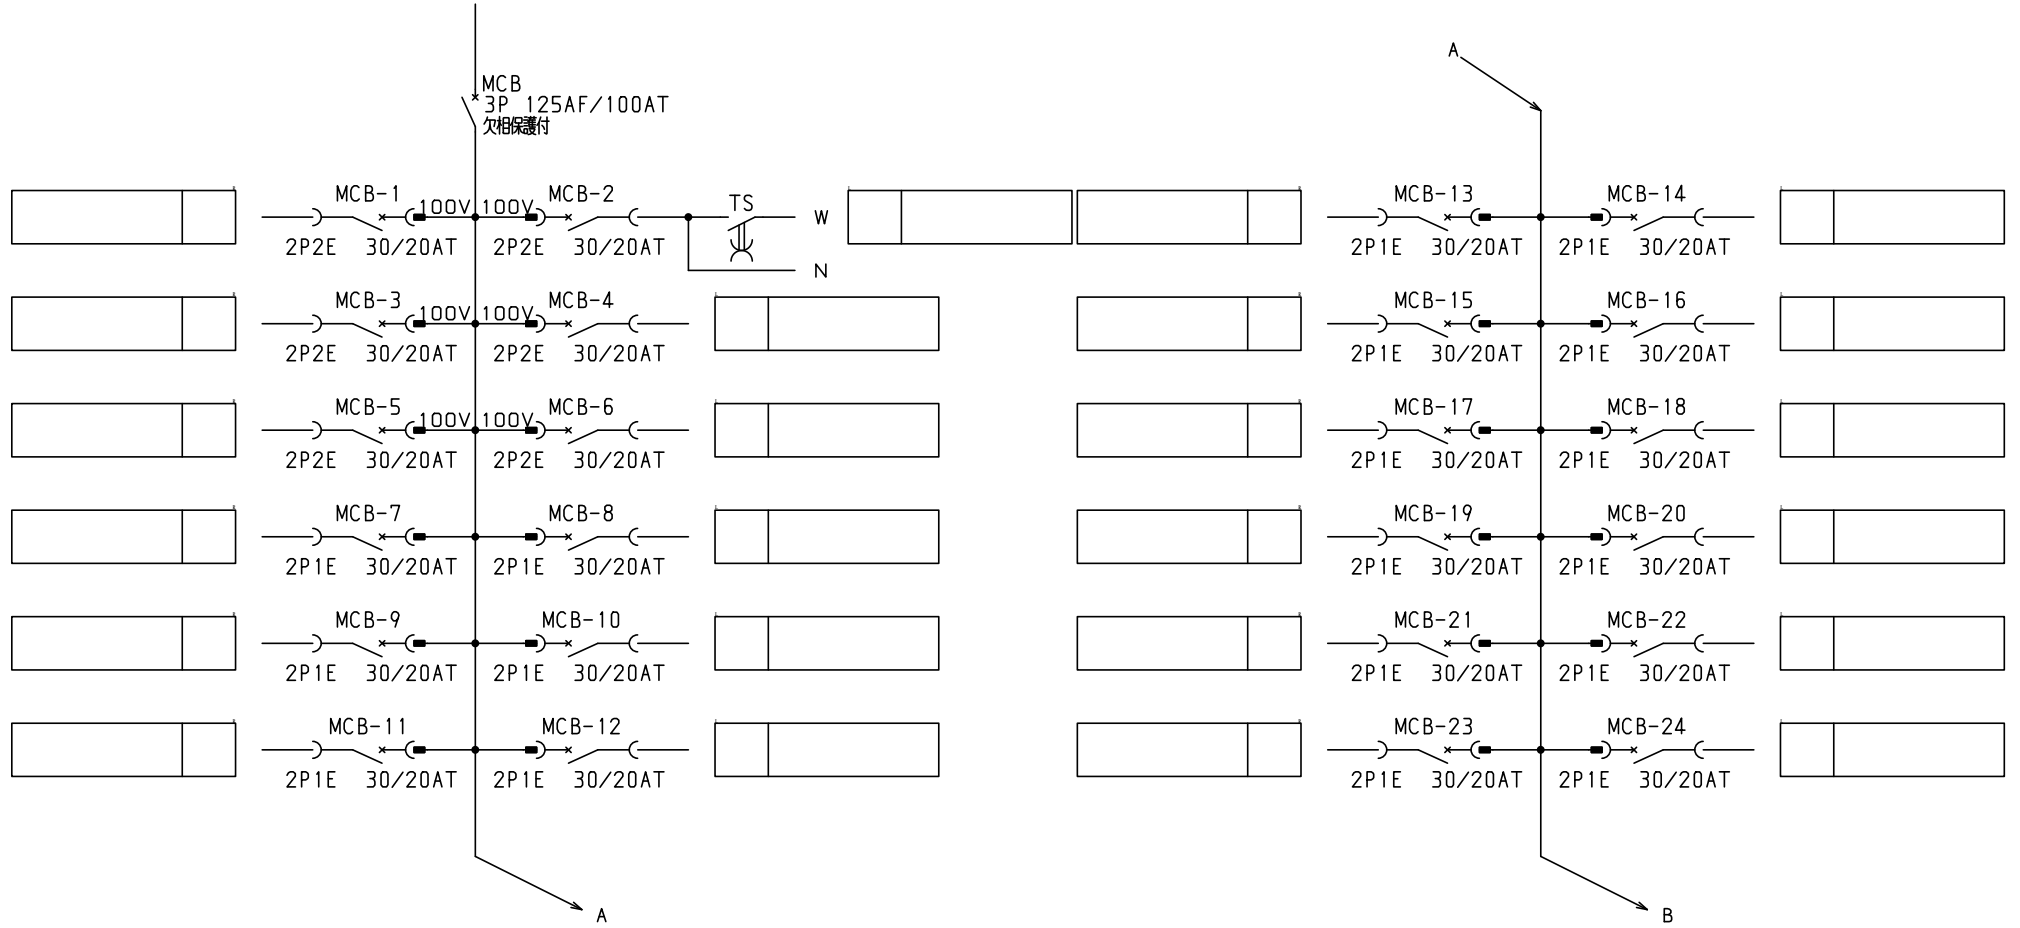 MCB
3P 125AF/100AT
欠相保護付
MCB-1 100V 100V MCB-2 TS W
2P2E 30/20AT 2P2E 30/20AT N
MCB-3 100V 100V MCB-4
2P2E 30/20AT 2P2E 30/20AT
MCB-5 100V 100V MCB-6
2P2E 30/20AT 2P2E 30/20AT
MCB-7 MCB-8
2P1E 30/20AT 2P1E 30/20AT
MCB-9 MCB-10
2P1E 30/20AT 2P1E 30/20AT
MCB-11 MCB-12
2P1E 30/20AT 2P1E 30/20AT
A
A
MCB-13 MCB-14
2P1E 30/20AT 2P1E 30/20AT
MCB-15 MCB-16
2P1E 30/20AT 2P1E 30/20AT
MCB-17 MCB-18
2P1E 30/20AT 2P1E 30/20AT
MCB-19 MCB-20
2P1E 30/20AT 2P1E 30/20AT
MCB-21 MCB-22
2P1E 30/20AT 2P1E 30/20AT
MCB-23 MCB-24
2P1E 30/20AT 2P1E 30/20AT
B